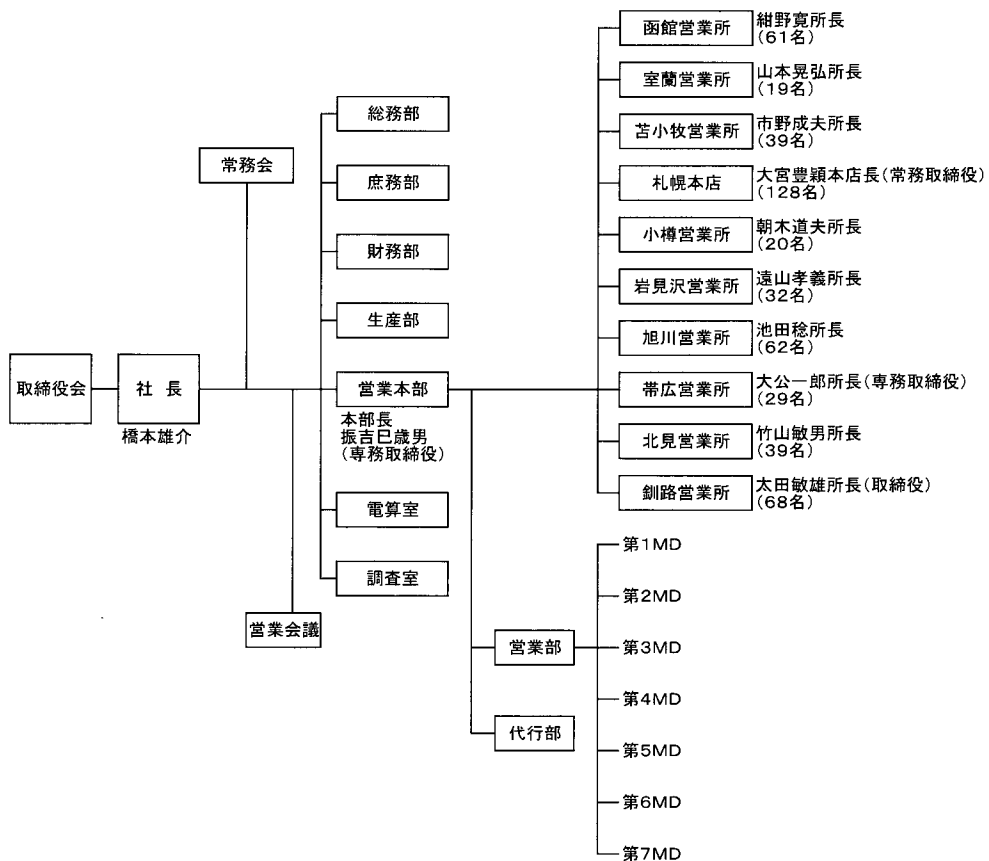 取締役会
社長
橋本雄介
常務会
営業会議
総務部
庶務部
財務部
生産部
営業本部
本部長
振吉巳歳男
(専務取締役)
電算室
調査室
函館営業所
紺野寛所長
(61名)
室蘭営業所
山本晃弘所長
(19名)
苫小牧営業所
市野成夫所長
(39名)
札幌本店
大宮豊穎本店長(常務取締役)
(128名)
小樽営業所
朝木道夫所長
(20名)
岩見沢営業所
遠山孝義所長
(32名)
旭川営業所
池田稔所長
(62名)
帯広営業所
大公一郎所長(専務取締役)
(29名)
北見営業所
竹山敏男所長
(39名)
釧路営業所
太田敏雄所長(取締役)
(68名)
営業部
代行部
第1MD
第2MD
第3MD
第4MD
第5MD
第6MD
第7MD